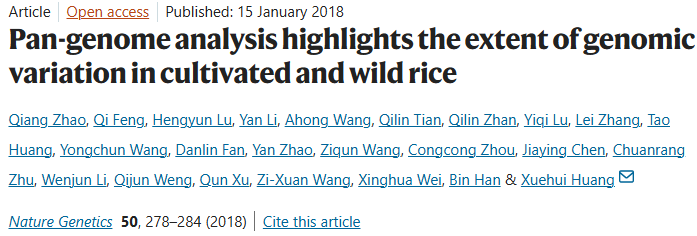 Article | Open access | Published: 15 January 2018
Pan-genome analysis highlights the extent of genomic
variation in cultivated and wild rice
Qiang Zhao, Qi Feng, Hengyun Lu, Yan Li, Ahong Wang, Qilin Tian, Qilin Zhan, Yiqi Lu, Lei Zhang, Tao
Huang, Yongchun Wang, Danlin Fan, Yan Zhao, Ziqun Wang, Congcong Zhou, Jiaying Chen, Chuanrang
Zhu, Wenjun Li, Qijun Weng, Qun Xu, Zi-Xuan Wang, Xinghua Wei, Bin Han & Xuehui Huang
Nature Genetics 50, 278–284 (2018) | Cite this article